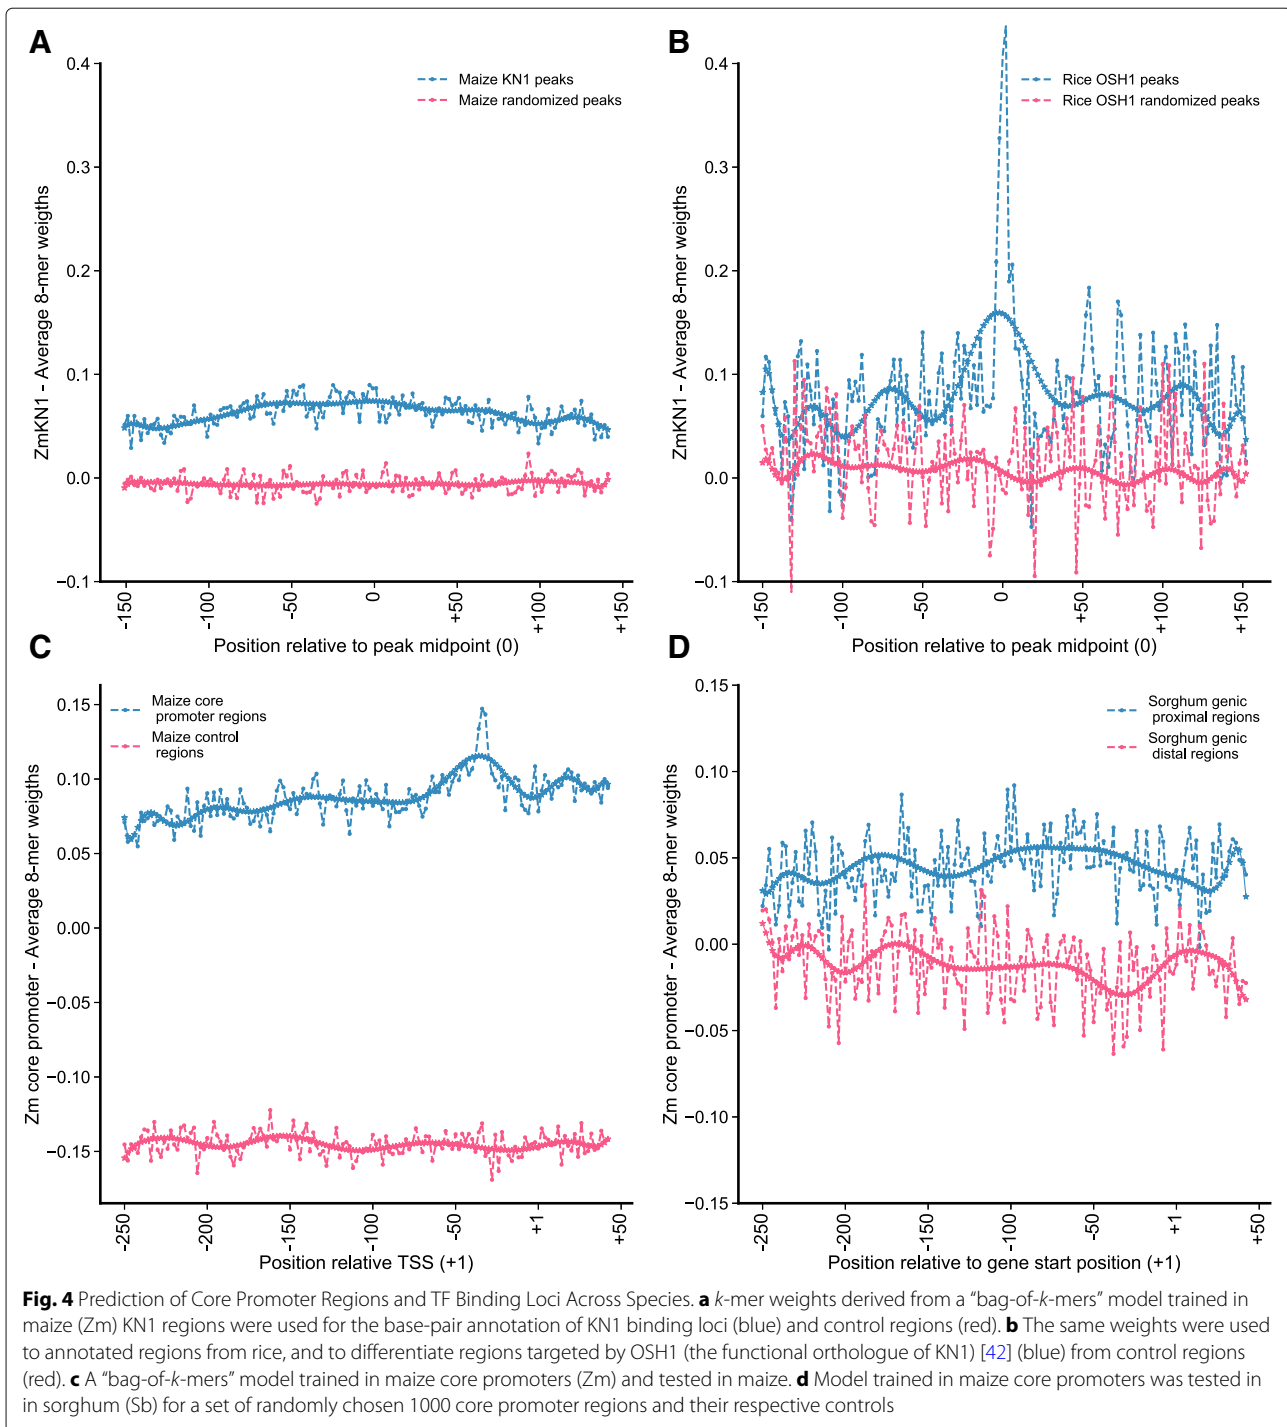 A
0.4
0.3
0.2
0.1
0.0
−0.1
ZmKN1 - Average 8-mer weigths
Maize KN1 peaks
Maize randomized peaks
-150
-100
-50
0
+50
+100
+150
Position relative to peak midpoint (0)
B
0.4
0.3
0.2
0.1
0.0
−0.1
ZmKN1 - Average 8-mer weigths
Rice OSH1 peaks
Rice OSH1 randomized peaks
-150
-100
-50
0
+50
+100
+150
Position relative to peak midpoint (0)
C
0.15
0.10
0.05
0.00
−0.05
−0.10
−0.15
Zm core promoter - Average 8-mer weigths
Maize core
promoter regions
Maize control
regions
-250
-200
-150
-100
-50
+1
+50
Position relative TSS (+1)
D
0.15
0.10
0.05
0.00
−0.05
−0.10
−0.15
Zm core promoter - Average 8-mer weigths
Sorghum genic
proximal regions
Sorghum genic
distal regions
-250
-200
-150
-100
-50
+1
+50
Position relative to gene start position (+1)
Fig. 4 Prediction of Core Promoter Regions and TF Binding Loci Across Species. a k-mer weights derived from a “bag-of-k-mers” model trained in
maize (Zm) KN1 regions were used for the base-pair annotation of KN1 binding loci (blue) and control regions (red). b The same weights were used
to annotated regions from rice, and to differentiate regions targeted by OSH1 (the functional orthologue of KN1) [42] (blue) from control regions
(red). c A “bag-of-k-mers” model trained in maize core promoters (Zm) and tested in maize. d Model trained in maize core promoters was tested in
in sorghum (Sb) for a set of randomly chosen 1000 core promoter regions and their respective controls